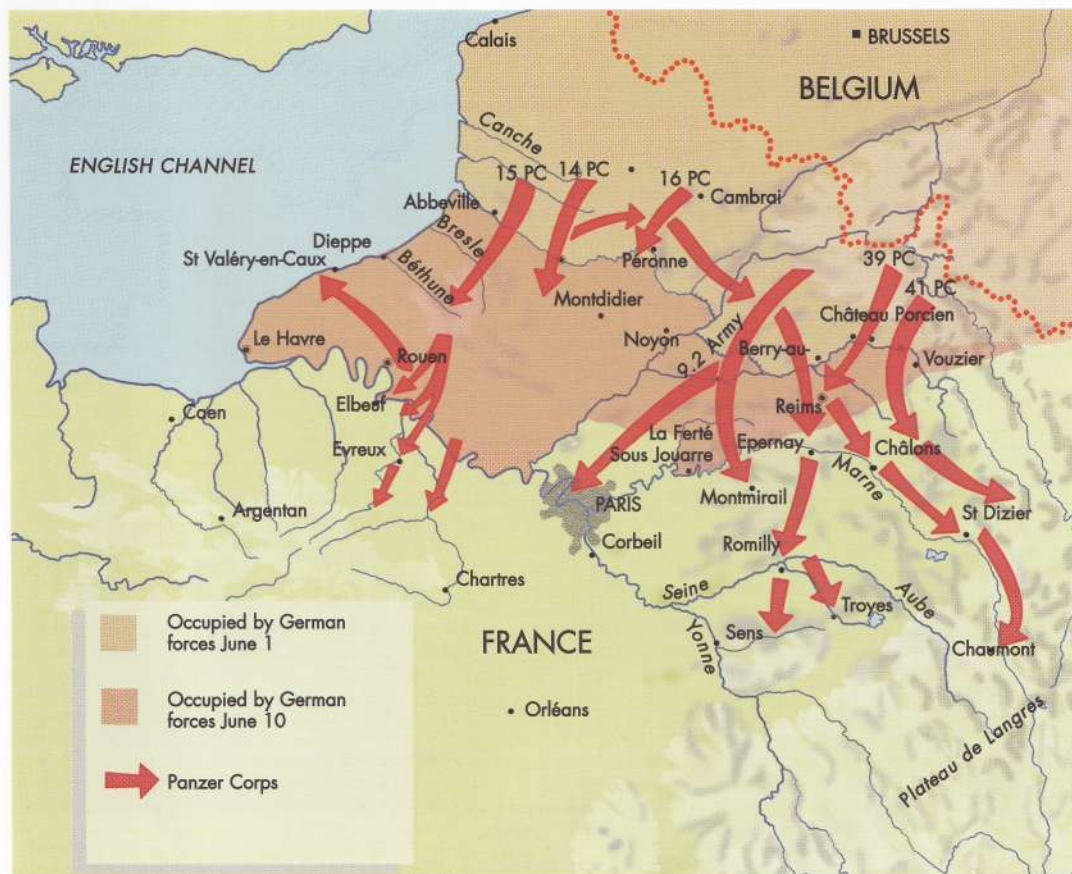 Calais
BRUSSELS
BELGIUM
Canche
ENGLISH CHANNEL
15 PC
14 PC
16 PC
Cambrai
Abbeville
Bresle
Dieppe
St Valéry-en-Caux
Béthune
Péronne
39 PC
41 PC
Montdidier
Château Porcien
Le Havre
Noyon
9.2 Army
Berry-au-
Vouzier
Rouen
Elbeuf
Reims
Caen
La Ferté
Sous Jouarre
Epernay
Châlons
Evreux
Marne
PARIS
Montmirail
Argentan
St Dizier
Corbeil
Romilly
Chartres
Seine
Aube
Troyes
Sens
Yonne
FRANCE
Chaumont
Orléans
Plateau de Langres
Occupied by German
forces June 1
Occupied by German
forces June 10
Panzer Corps